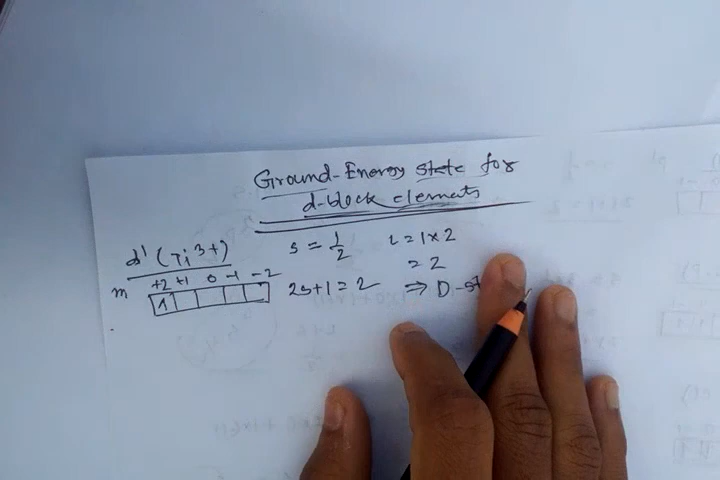 Ground-Energy state for
d-block elements
d¹ (Ti³⁺)
m +2 +1 0 -1 -2
1
s = 1/2
2s+1 = 2
L = 1×2
= 2
⇒ D-st